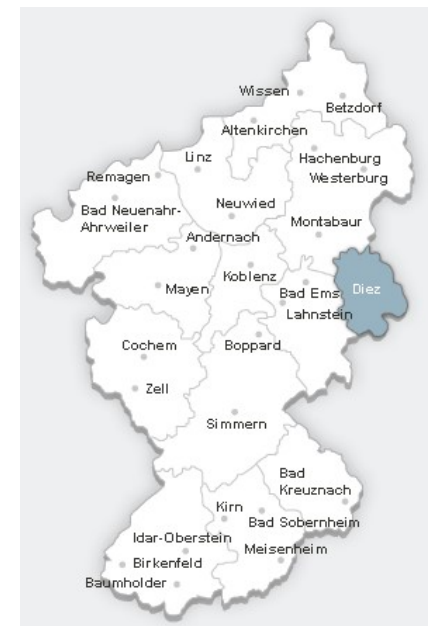 Wissen
Betzdorf
Altenkirchen
Linz
Hachenburg
Remagen
Westerburg
Neuwied
Bad Neuenahr-
Ahrweiler
Montabaur
Andernach
Koblenz
Mayen
Bad Ems
Diez
Lahnstein
Cochem
Boppard
Zell
Simmern
Bad
Kreuznach
Kirn
Bad Sobernheim
Idar-Oberstein
Meisenheim
Birkenfeld
Baumholder